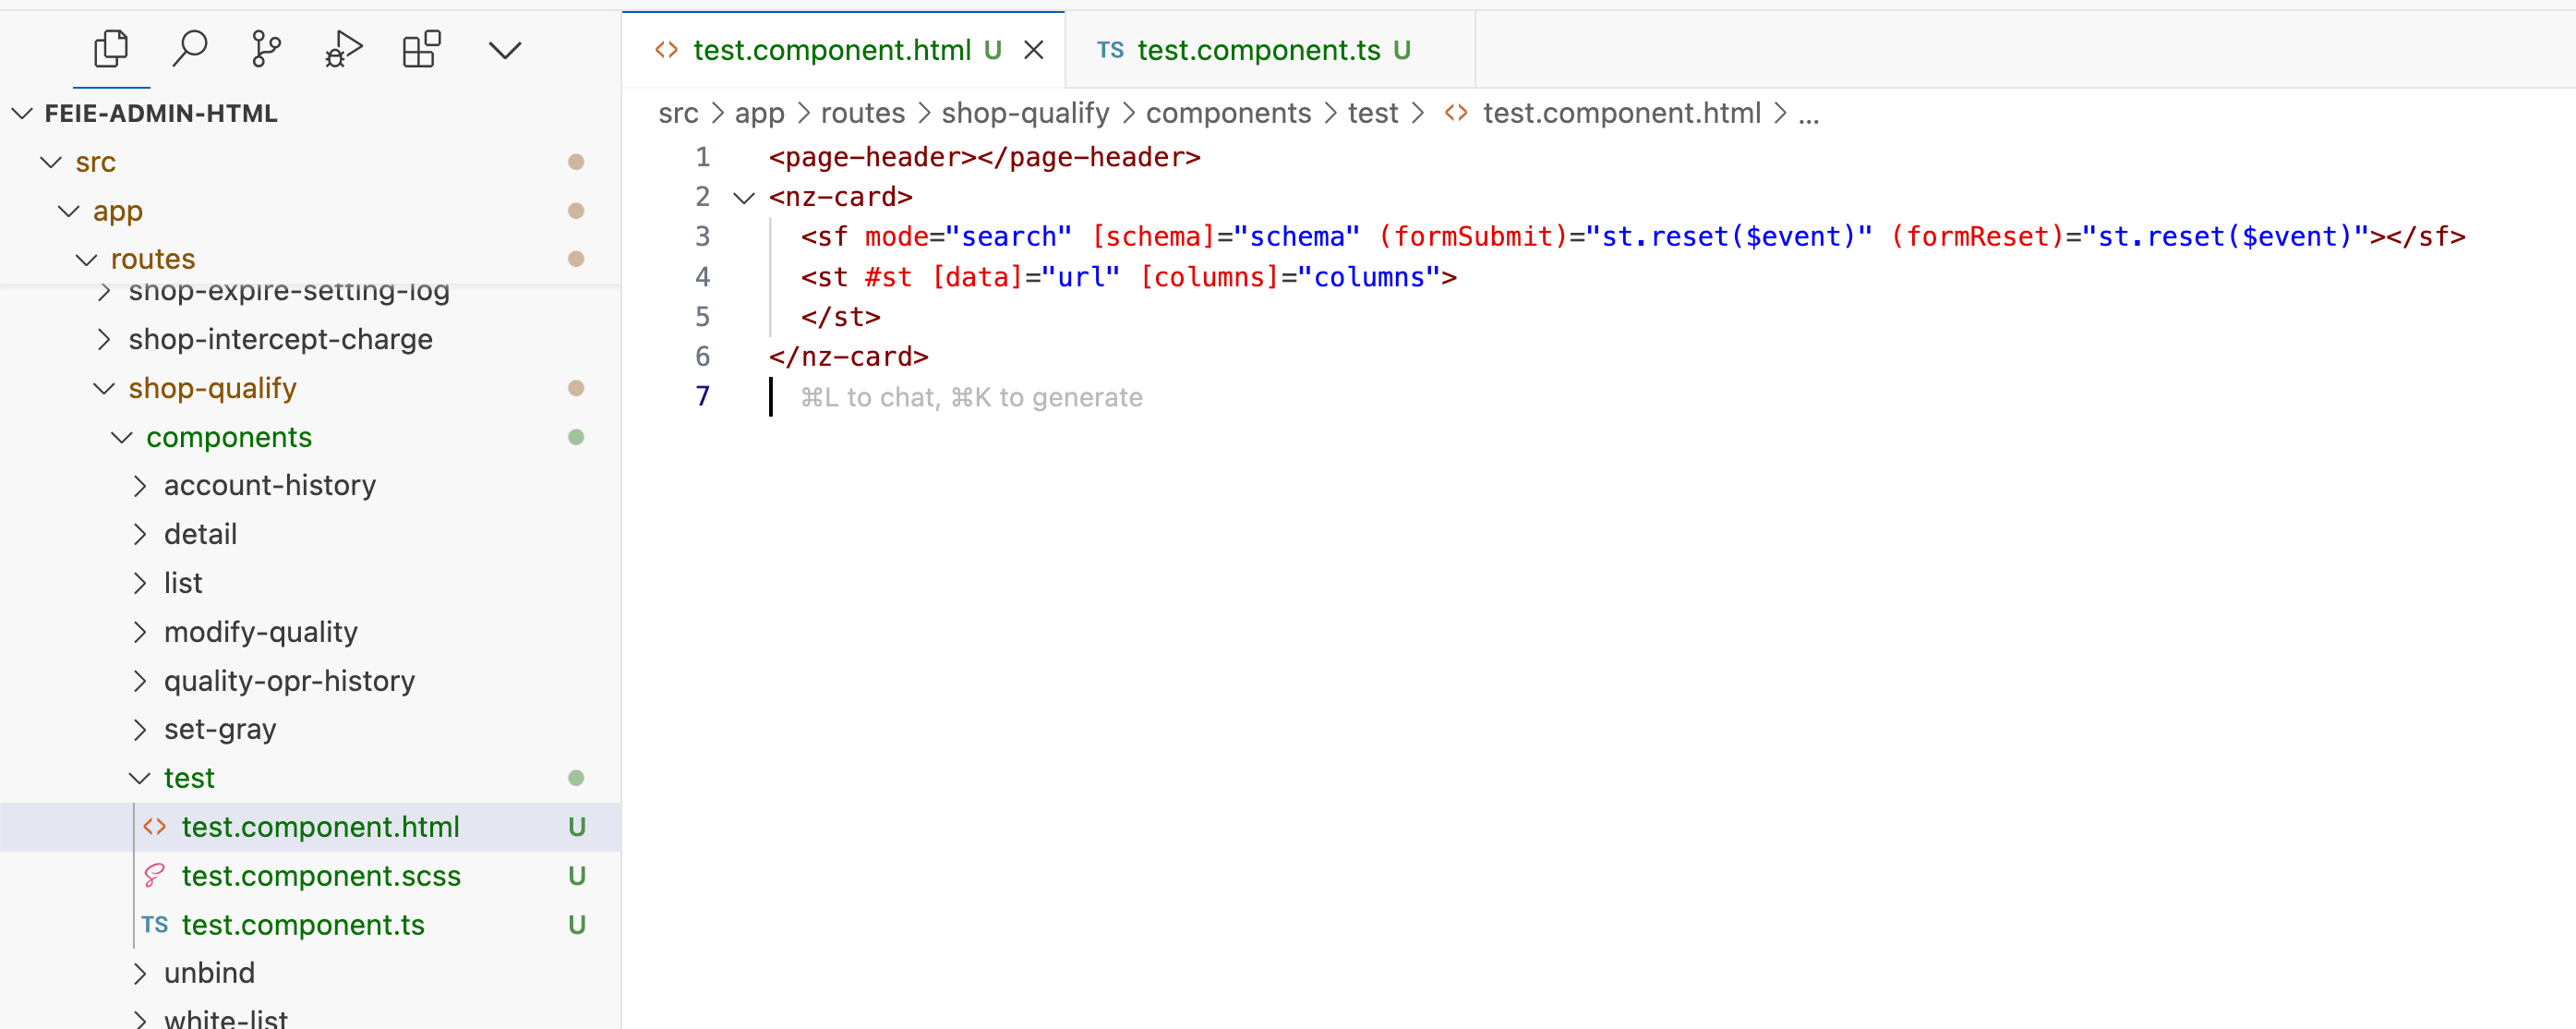 FEIE-ADMIN-HTML
src
app
routes
shop-expire-setting-log
shop-intercept-charge
shop-qualify
components
account-history
detail
list
modify-quality
quality-opr-history
set-gray
test
test.component.html U
test.component.scss U
TS test.component.ts U
unbind
white-list
test.component.html U
TS test.component.ts U
src > app > routes > shop-qualify > components > test > test.component.html > ...
1 <page-header></page-header>
2 <nz-card>
3 <sf mode="search" [schema]="schema" (formSubmit)="st.reset($event)" (formReset)="st.reset($event)"></sf>
4 <st #st [data]="url" [columns]="columns">
5 </st>
6 </nz-card>
7 ⌘L to chat, ⌘K to generate